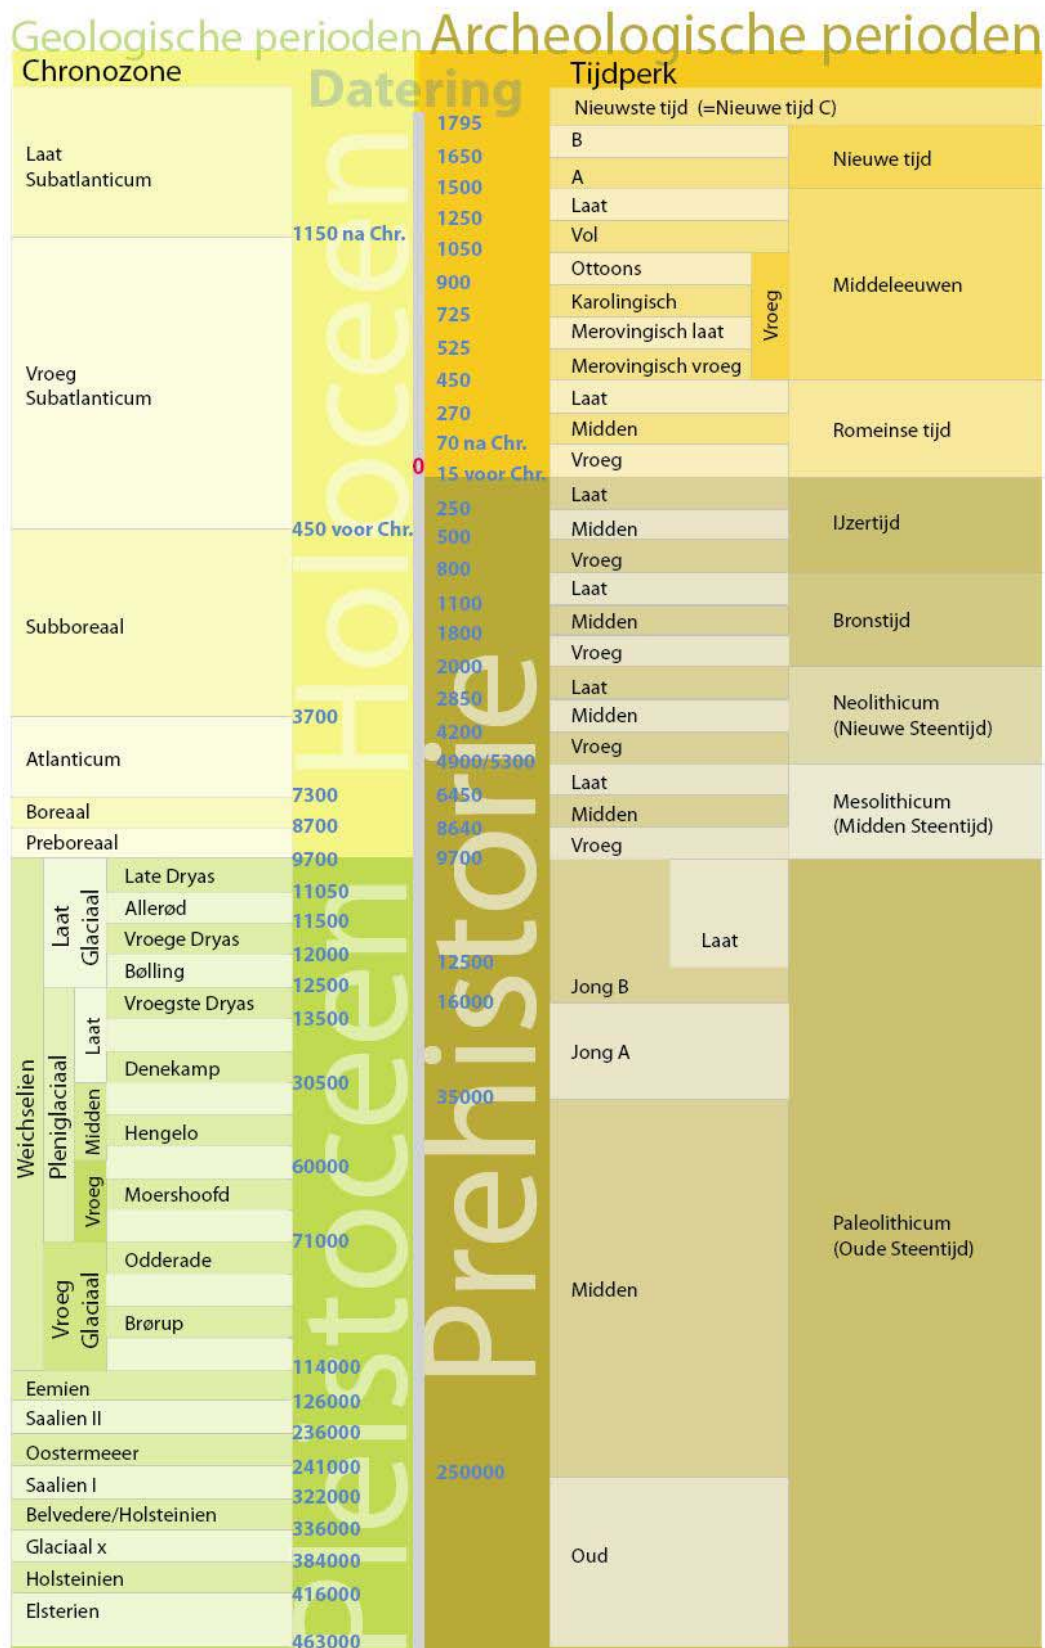 Geologische perioden
Archeologische perioden
Chronozone
Datering
Tijdperk
Holoceen
Pleistoceen
Prehistorie
Laat
Subatlanticum
1150 na Chr.
Vroeg
Subatlanticum
450 voor Chr.
Subboreaal
3700
Atlanticum
7300
Boreaal
8700
Preboreaal
9700
Weichselien
Laat
Glaciaal
Late Dryas
11050
Allerød
11500
Vroege Dryas
12000
Bølling
12500
Pleniglaciaal
Laat
Vroegste Dryas
13500
Denekamp
30500
Midden
Hengelo
60000
Vroeg
Moershoofd
71000
Vroeg
Glaciaal
Odderade
Brørup
114000
Eemien
126000
Saalien II
236000
Oostermeeer
241000
Saalien I
322000
Belvedere/Holsteinien
336000
Glaciaal x
384000
Holsteinien
416000
Elsterien
463000
Nieuwste tijd (=Nieuwe tijd C)
1795
B
Nieuwe tijd
1650
A
1500
Laat
1250
Vol
Middeleeuwen
1050
Ottoons
Vroeg
900
Karolingisch
725
Merovingisch laat
525
Merovingisch vroeg
450
Laat
270
Midden
Romeinse tijd
70 na Chr.
Vroeg
0
15 voor Chr.
Laat
250
Midden
IJzertijd
500
Vroeg
800
Laat
1100
Midden
Bronstijd
1800
Vroeg
2000
Laat
2850
Midden
Neolithicum
(Nieuwe Steentijd)
4200
Vroeg
4900/5300
Laat
6450
Midden
Mesolithicum
(Midden Steentijd)
8640
Vroeg
9700
Laat
12500
Jong B
16000
Jong A
35000
Midden
Paleolithicum
(Oude Steentijd)
250000
Oud